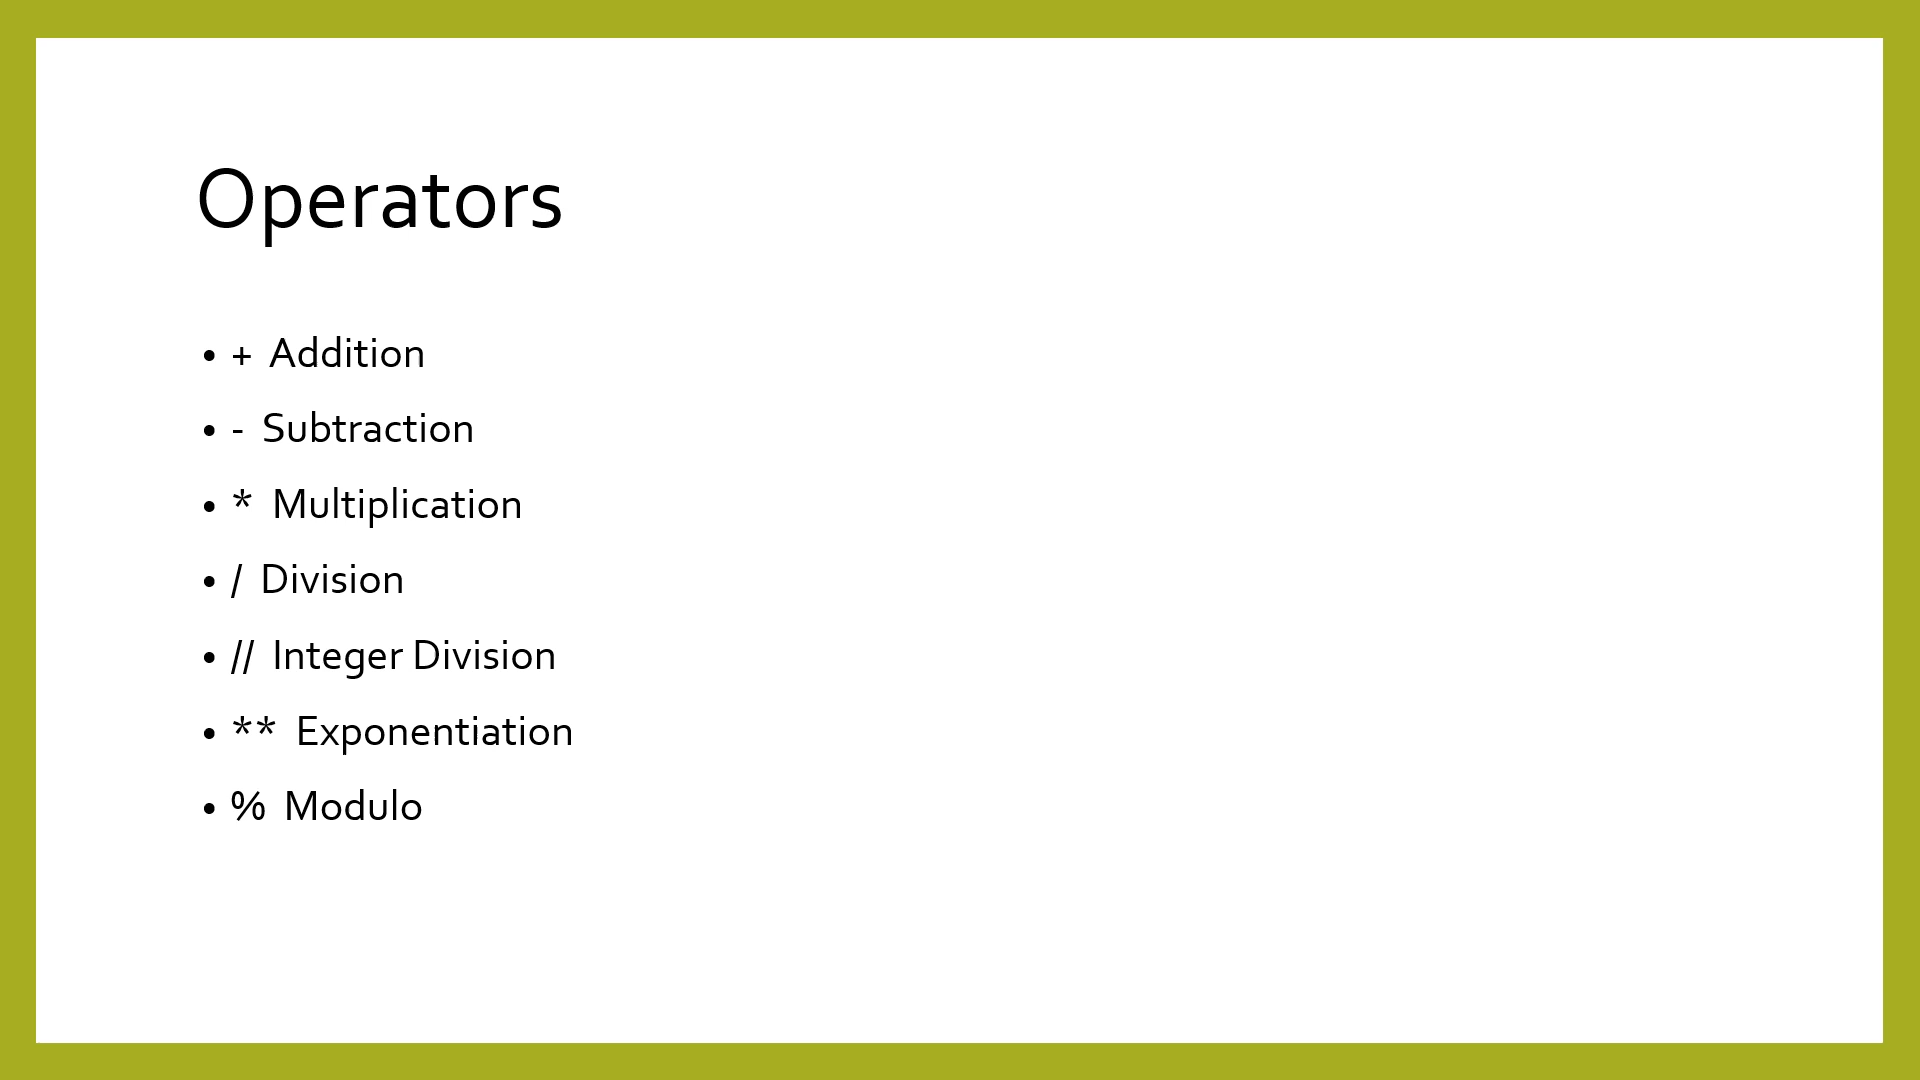 Operators
• + Addition
• - Subtraction
• * Multiplication
• / Division
• // Integer Division
• ** Exponentiation
• % Modulo